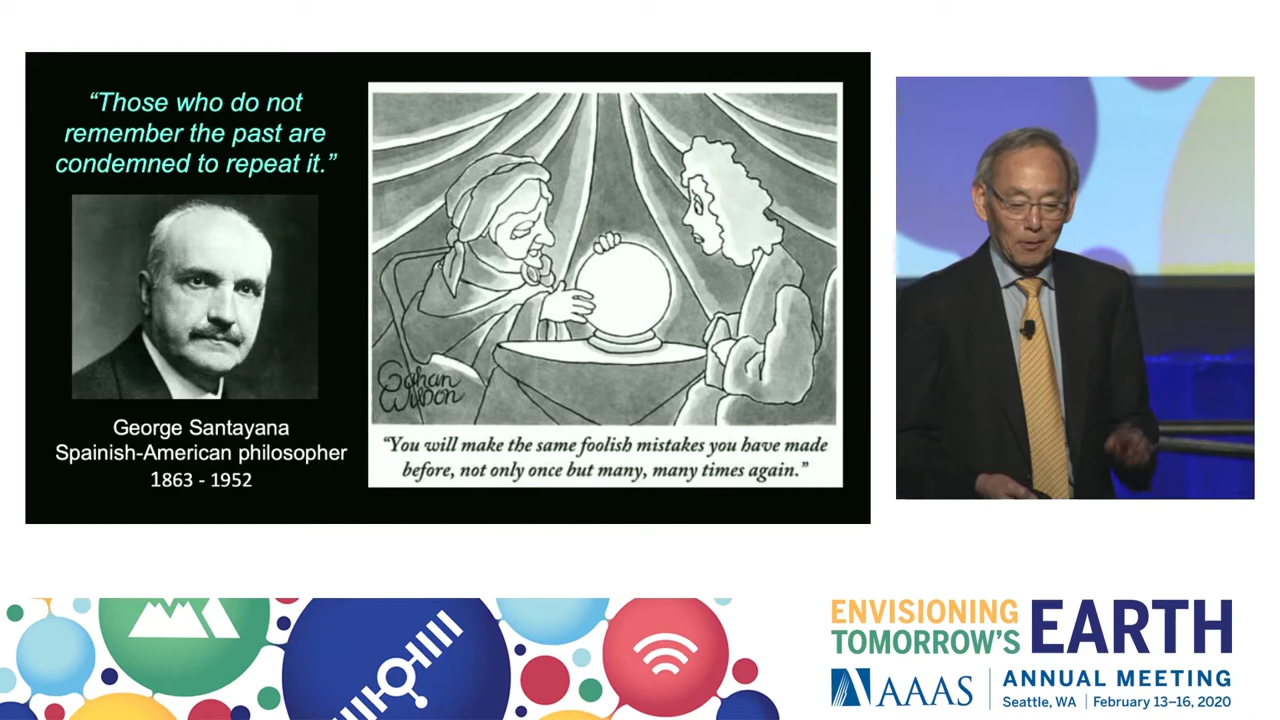 “Those who do not
remember the past are
condemned to repeat it.”
George Santayana
Spainish-American philosopher
1863 - 1952
Gahan
Wilson
“You will make the same foolish mistakes you have made
before, not only once but many, many times again.”
ENVISIONING
TOMORROW'S
EARTH
AAAS
ANNUAL MEETING
Seattle, WA | February 13–16, 2020